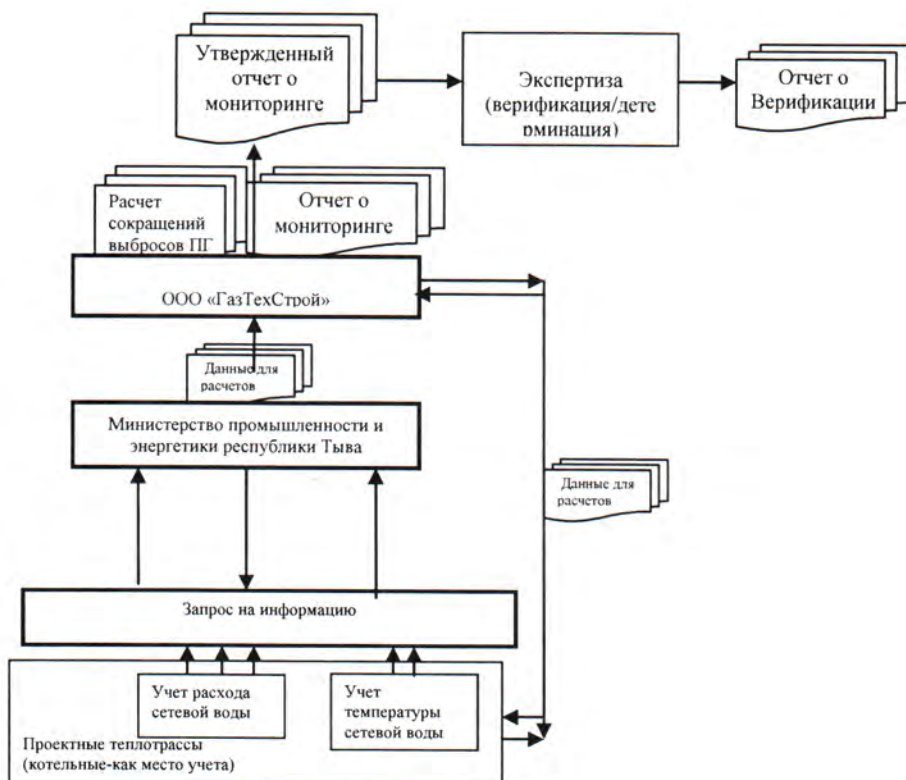 Утвержденный
отчет о
мониторинге
Экспертиза
(верификация/дете
рминация)
Отчет о
Верификации
Расчет
сокращений
выбросов ПГ
Отчет о
мониторинге
ООО «ГазТехСтрой»
Данные для
расчетов
Министерство промышленности и
энергетики республики Тыва
Данные для
расчетов
Запрос на информацию
Учет расхода
сетевой воды
Учет
температуры
сетевой воды
Проектные теплотрассы
(котельные-как место учета)